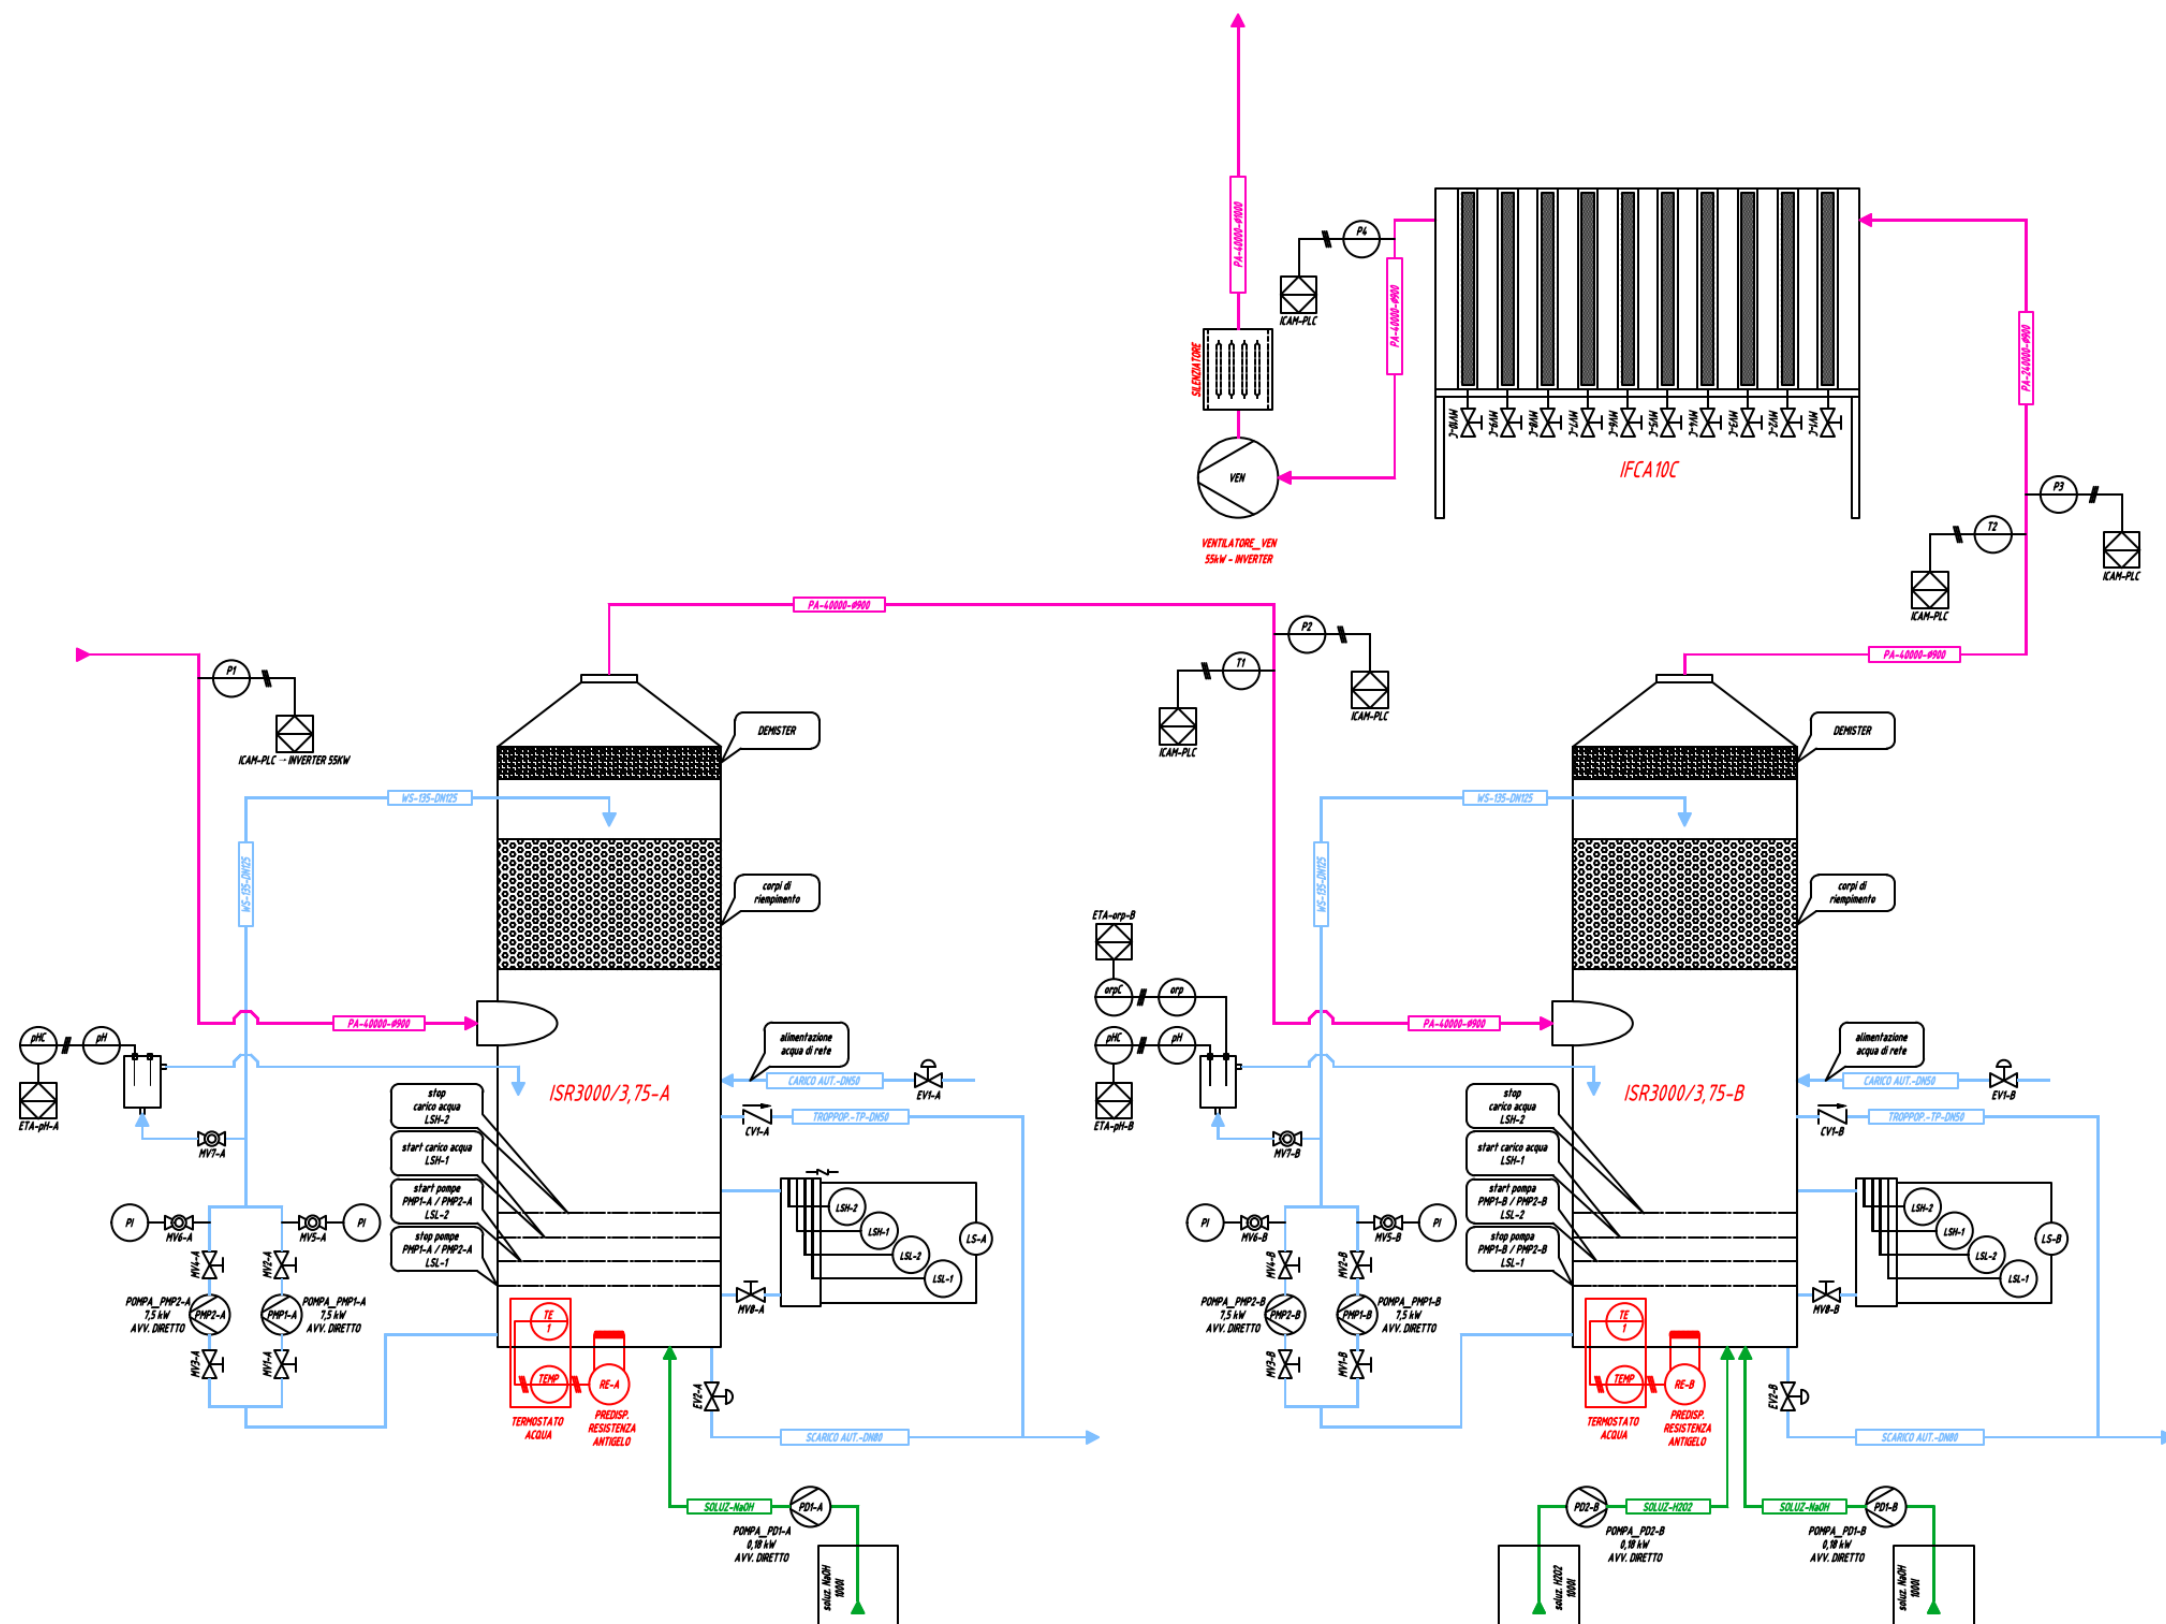 PA-40000-Ø1000
SILENZIATORE
VEN
VENTILATORE_VEN
55kW - INVERTER
P4
ICAM-PLC
PA-40000-Ø900
MV10-C
MV9-C
MV8-C
MV7-C
MV6-C
MV5-C
MV4-C
MV3-C
MV2-C
MV1-C
IFCA10C
PA-240000-Ø900
P3
ICAM-PLC
T2
ICAM-PLC
PA-40000-Ø900
P1
ICAM-PLC → INVERTER 55KW
PA-40000-Ø900
P2
ICAM-PLC
T1
ICAM-PLC
PA-40000-Ø900
DEMISTER
WS-135-DN125
WS-135-DN125
corpi di
riempimento
PA-40000-Ø900
pHC
pH
ETA-pH-A
MV7-A
ISR3000/3,75-A
alimentazione
acqua di rete
CARICO AUT.-DN50
EV1-A
CV1-A
TROPPOP.-TP-DN50
stop
carico acqua
LSH-2
start carico acqua
LSH-1
start pompe
PMP1-A / PMP2-A
LSL-2
stop pompe
PMP1-A / PMP2-A
LSL-1
LSH-2
LSH-1
LSL-2
LSL-1
LS-A
MV8-A
PI
MV6-A
MV5-A
PI
MV4-A
MV2-A
POMPA_PMP2-A
7,5 kW
AVV. DIRETTO
PMP2-A
PMP1-A
POMPA_PMP1-A
7,5 kW
AVV. DIRETTO
MV3-A
MV1-A
TE
1
TEMP
RE-A
TERMOSTATO
ACQUA
PREDISP.
RESISTENZA
ANTIGELO
EV2-A
SCARICO AUT.-DN80
SOLUZ-NaOH
PD1-A
POMPA_PD1-A
0,18 kW
AVV. DIRETTO
soluz. NaOH
1000l
DEMISTER
WS-135-DN125
WS-135-DN125
corpi di
riempimento
ETA-orp-B
orpC
orp
pHC
pH
ETA-pH-B
PA-40000-Ø900
MV7-B
ISR3000/3,75-B
alimentazione
acqua di rete
CARICO AUT.-DN50
EV1-B
CV1-B
TROPPOP.-TP-DN50
stop
carico acqua
LSH-2
start carico acqua
LSH-1
start pompa
PMP1-B / PMP2-B
LSL-2
stop pompa
PMP1-B / PMP2-B
LSL-1
LSH-2
LSH-1
LSL-2
LSL-1
LS-B
MV8-B
PI
MV6-B
MV5-B
PI
MV4-B
MV2-B
POMPA_PMP2-B
7,5 kW
AVV. DIRETTO
PMP2-B
PMP1-B
POMPA_PMP1-B
7,5 kW
AVV. DIRETTO
MV3-B
MV1-B
TE
1
TEMP
RE-B
TERMOSTATO
ACQUA
PREDISP.
RESISTENZA
ANTIGELO
EV2-B
SCARICO AUT.-DN80
PD2-B
SOLUZ-H2O2
POMPA_PD2-B
0,18 kW
AVV. DIRETTO
soluz. H2O2
1000l
SOLUZ-NaOH
PD1-B
POMPA_PD1-B
0,18 kW
AVV. DIRETTO
soluz. NaOH
1000l